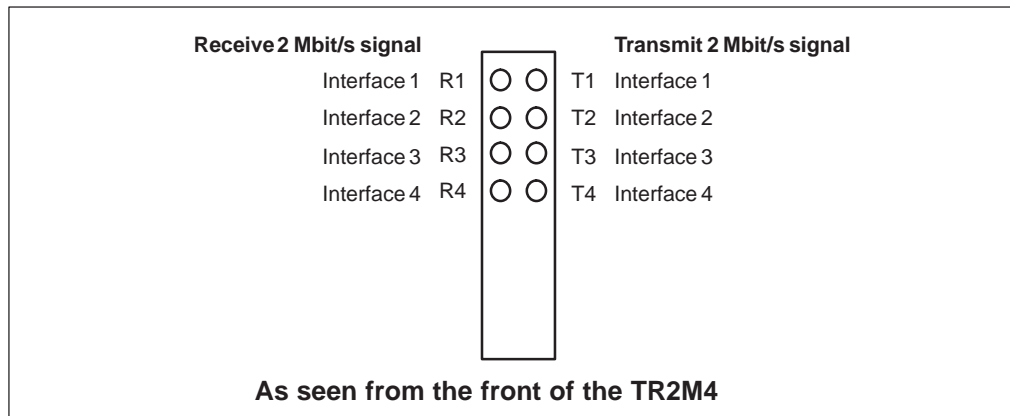 Receive 2 Mbit/s signal Transmit 2 Mbit/s signal
Interface 1 R1 T1 Interface 1
Interface 2 R2 T2 Interface 2
Interface 3 R3 T3 Interface 3
Interface 4 R4 T4 Interface 4
As seen from the front of the TR2M4